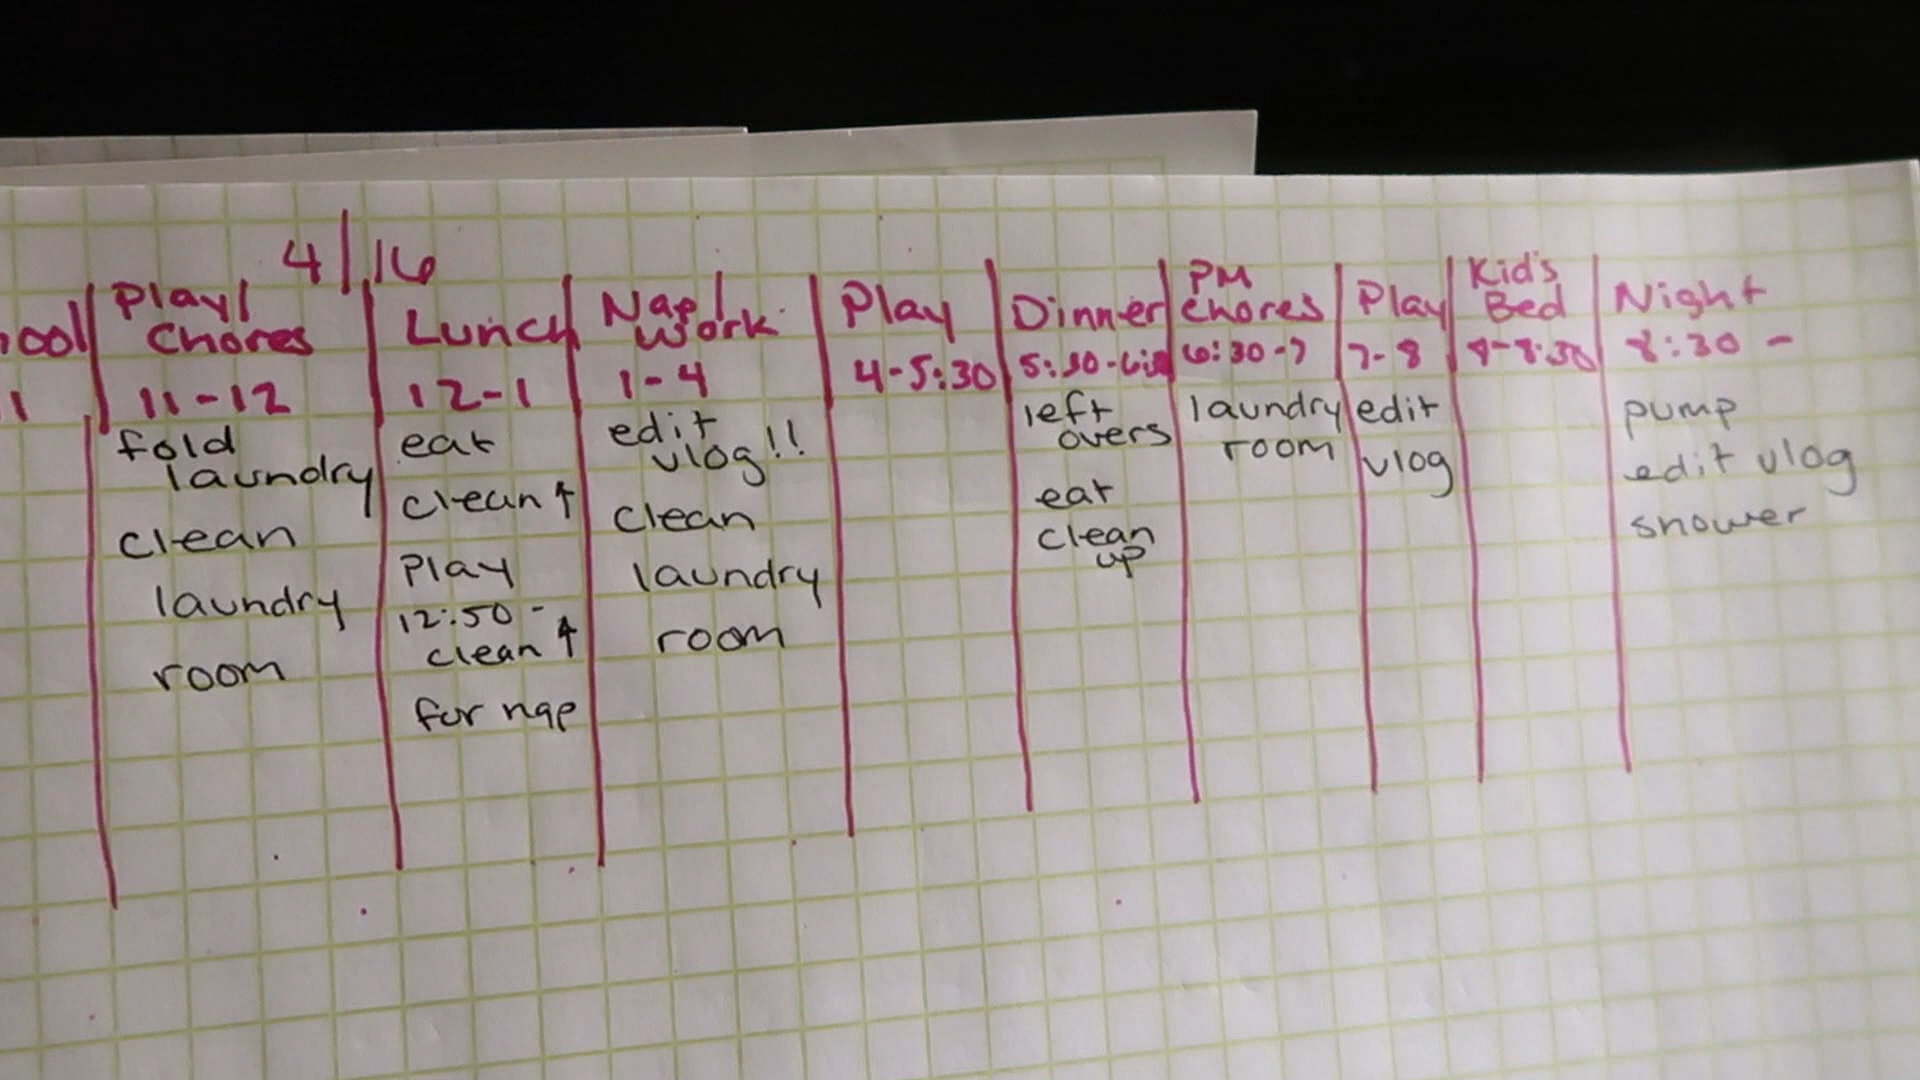 4/16
ool
1
Play/
Chores
11-12
fold
laundry
clean
laundry
room
Lunch
12-1
eat
clean ↑
Play
12:50 -
clean ↑
for nap
Nap/
Work
1-4
edit
vlog!!
clean
laundry
room
Play
4-5:30
Dinner
5:30-6:30
left
overs
eat
clean
up
PM
Chores
6:30-7
laundry
room
Play
7-8
edit
vlog
Kid's
Bed
8-8:30
Night
8:30 -
pump
edit vlog
shower